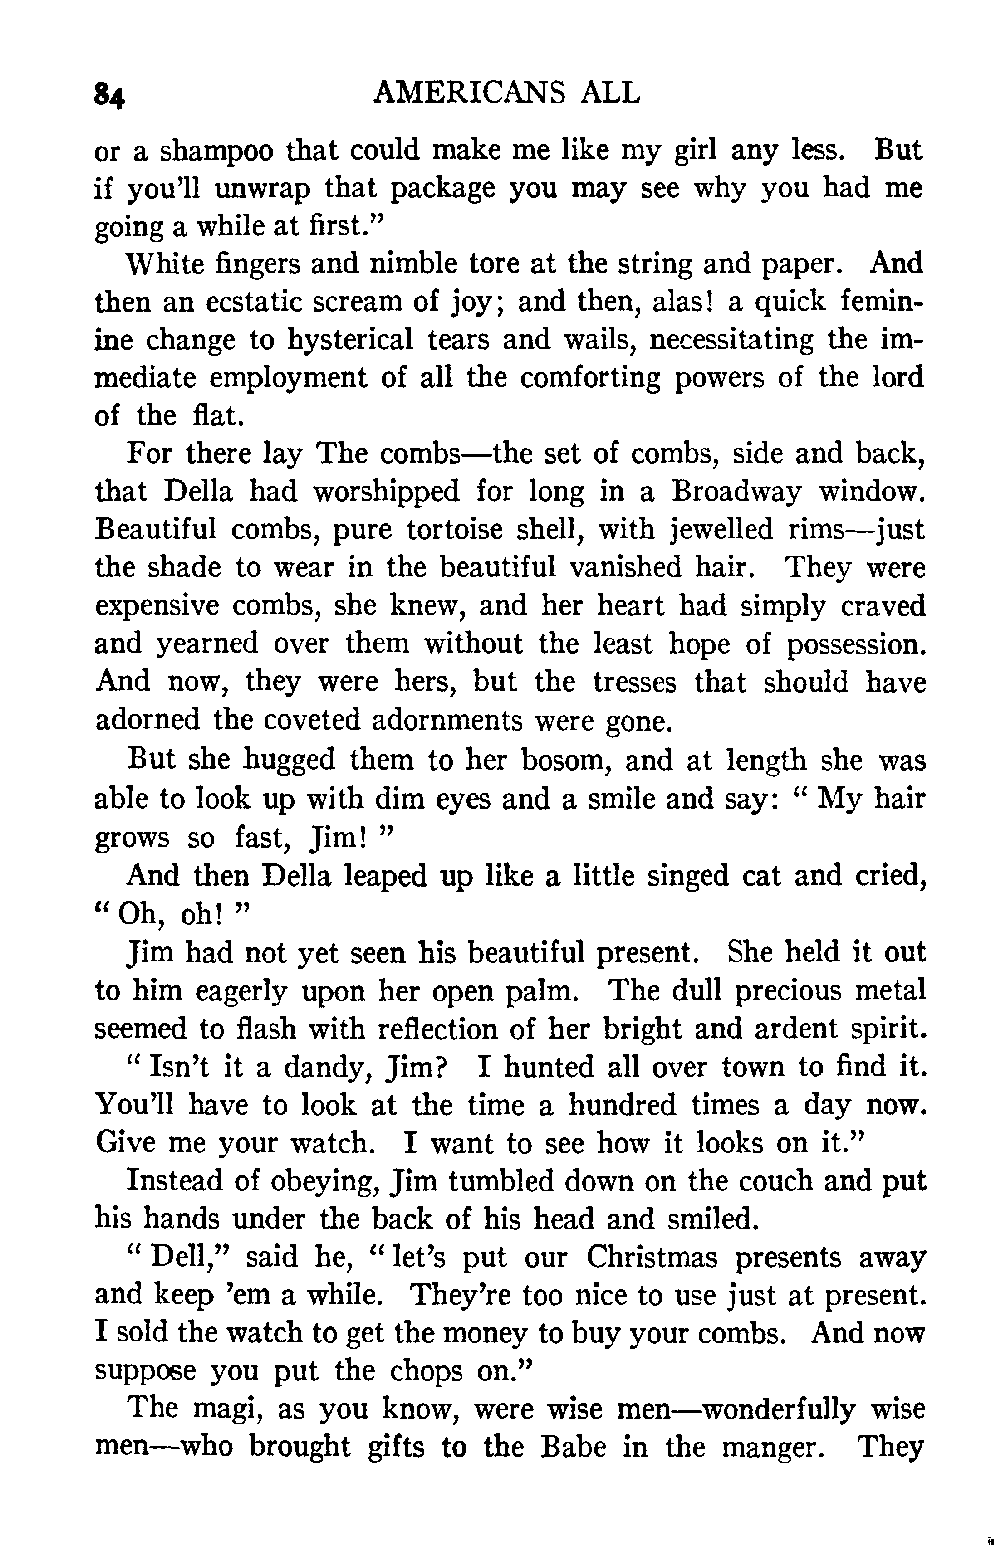 84 AMERICANS ALL
or a shampoo that could make me like my girl any less. But
if you'll unwrap that package you may see why you had me
going a while at first.”
White fingers and nimble tore at the string and paper. And
then an ecstatic scream of joy; and then, alas! a quick femin-
ine change to hysterical tears and wails, necessitating the im-
mediate employment of all the comforting powers of the lord
of the flat.
For there lay The combs—the set of combs, side and back,
that Della had worshipped for long in a Broadway window.
Beautiful combs, pure tortoise shell, with jewelled rims—just
the shade to wear in the beautiful vanished hair. They were
expensive combs, she knew, and her heart had simply craved
and yearned over them without the least hope of possession.
And now, they were hers, but the tresses that should have
adorned the coveted adornments were gone.
But she hugged them to her bosom, and at length she was
able to look up with dim eyes and a smile and say: “ My hair
grows so fast, Jim! ”
And then Della leaped up like a little singed cat and cried,
“ Oh, oh! ”
Jim had not yet seen his beautiful present. She held it out
to him eagerly upon her open palm. The dull precious metal
seemed to flash with reflection of her bright and ardent spirit.
“ Isn't it a dandy, Jim? I hunted all over town to find it.
You'll have to look at the time a hundred times a day now.
Give me your watch. I want to see how it looks on it.”
Instead of obeying, Jim tumbled down on the couch and put
his hands under the back of his head and smiled.
“ Dell,” said he, “ let's put our Christmas presents away
and keep 'em a while. They're too nice to use just at present.
I sold the watch to get the money to buy your combs. And now
suppose you put the chops on.”
The magi, as you know, were wise men—wonderfully wise
men—who brought gifts to the Babe in the manger. They